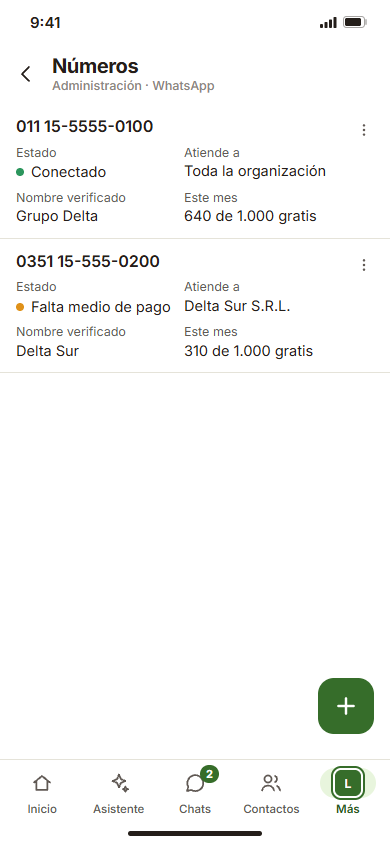 9:41
Números
Administración · WhatsApp
011 15-5555-0100
Estado
Atiende a
Conectado
Toda la organización
Nombre verificado
Este mes
Grupo Delta
640 de 1.000 gratis
0351 15-555-0200
Estado
Atiende a
Falta medio de pago
Delta Sur S.R.L.
Nombre verificado
Este mes
Delta Sur
310 de 1.000 gratis
2
L
Inicio
Asistente
Chats
Contactos
Más